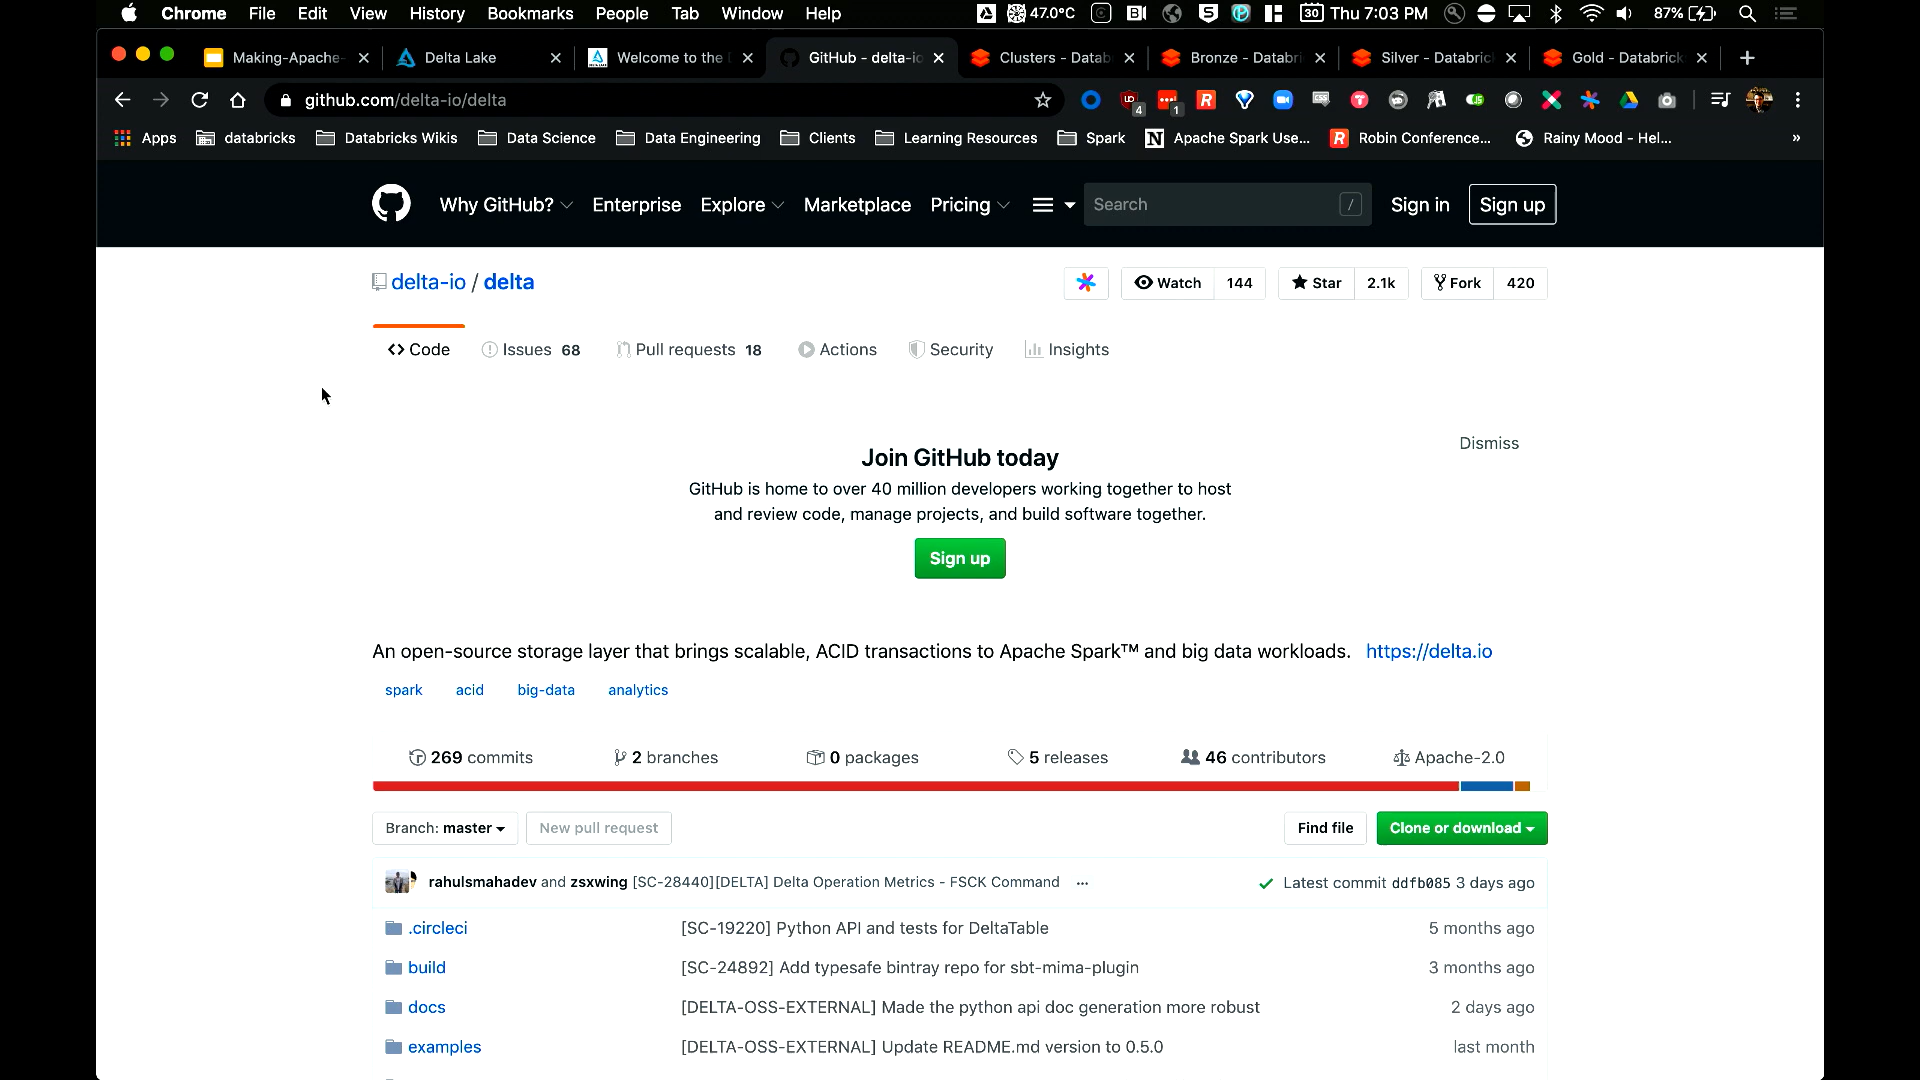 Chrome File Edit View History Bookmarks People Tab Window Help 47.0°C 30 Thu 7:03 PM 87%
Making-Apache- Delta Lake Welcome to the GitHub - delta-io Clusters - Datab Bronze - Databri Silver - Databric Gold - Databrick
github.com/delta-io/delta 4 1
Apps databricks Databricks Wikis Data Science Data Engineering Clients Learning Resources Spark Apache Spark Use... Robin Conference... Rainy Mood - Hel... »
Why GitHub? Enterprise Explore Marketplace Pricing Search / Sign in Sign up
delta-io / delta Watch 144 Star 2.1k Fork 420
<> Code Issues 68 Pull requests 18 Actions Security Insights
Dismiss
Join GitHub today
GitHub is home to over 40 million developers working together to host
and review code, manage projects, and build software together.
Sign up
An open-source storage layer that brings scalable, ACID transactions to Apache Spark™ and big data workloads. https://delta.io
spark acid big-data analytics
269 commits 2 branches 0 packages 5 releases 46 contributors Apache-2.0
Branch: master New pull request Find file Clone or download
rahulsmahadev and zsxwing [SC-28440][DELTA] Delta Operation Metrics - FSCK Command ... Latest commit ddfb085 3 days ago
.circleci [SC-19220] Python API and tests for DeltaTable 5 months ago
build [SC-24892] Add typesafe bintray repo for sbt-mima-plugin 3 months ago
docs [DELTA-OSS-EXTERNAL] Made the python api doc generation more robust 2 days ago
examples [DELTA-OSS-EXTERNAL] Update README.md version to 0.5.0 last month